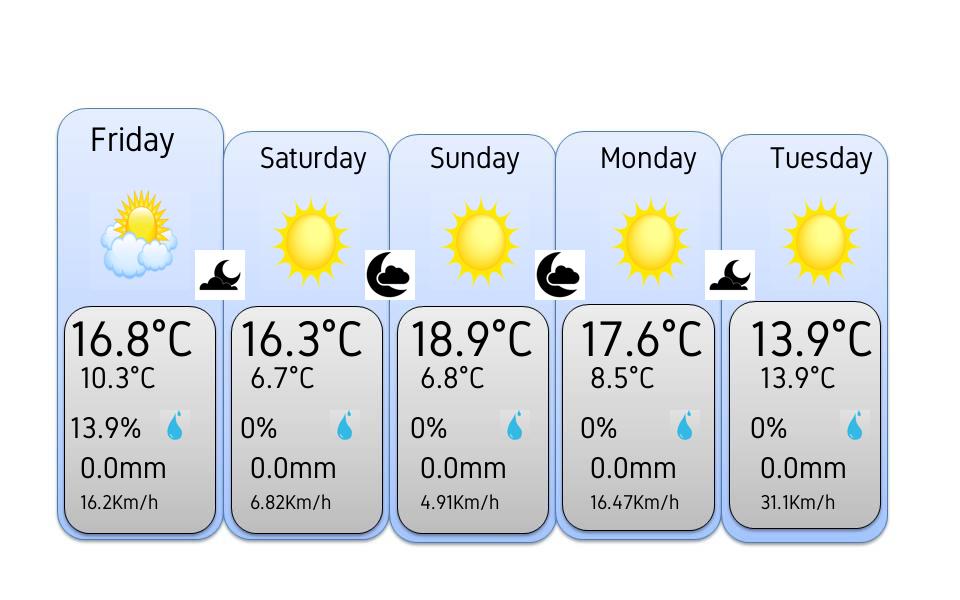 Friday
16.8°C
10.3°C
13.9%
0.0mm
16.2Km/h
Saturday
16.3°C
6.7°C
0%
0.0mm
6.82Km/h
Sunday
18.9°C
6.8°C
0%
0.0mm
4.91Km/h
Monday
17.6°C
8.5°C
0%
0.0mm
16.47Km/h
Tuesday
13.9°C
13.9°C
0%
0.0mm
31.1Km/h